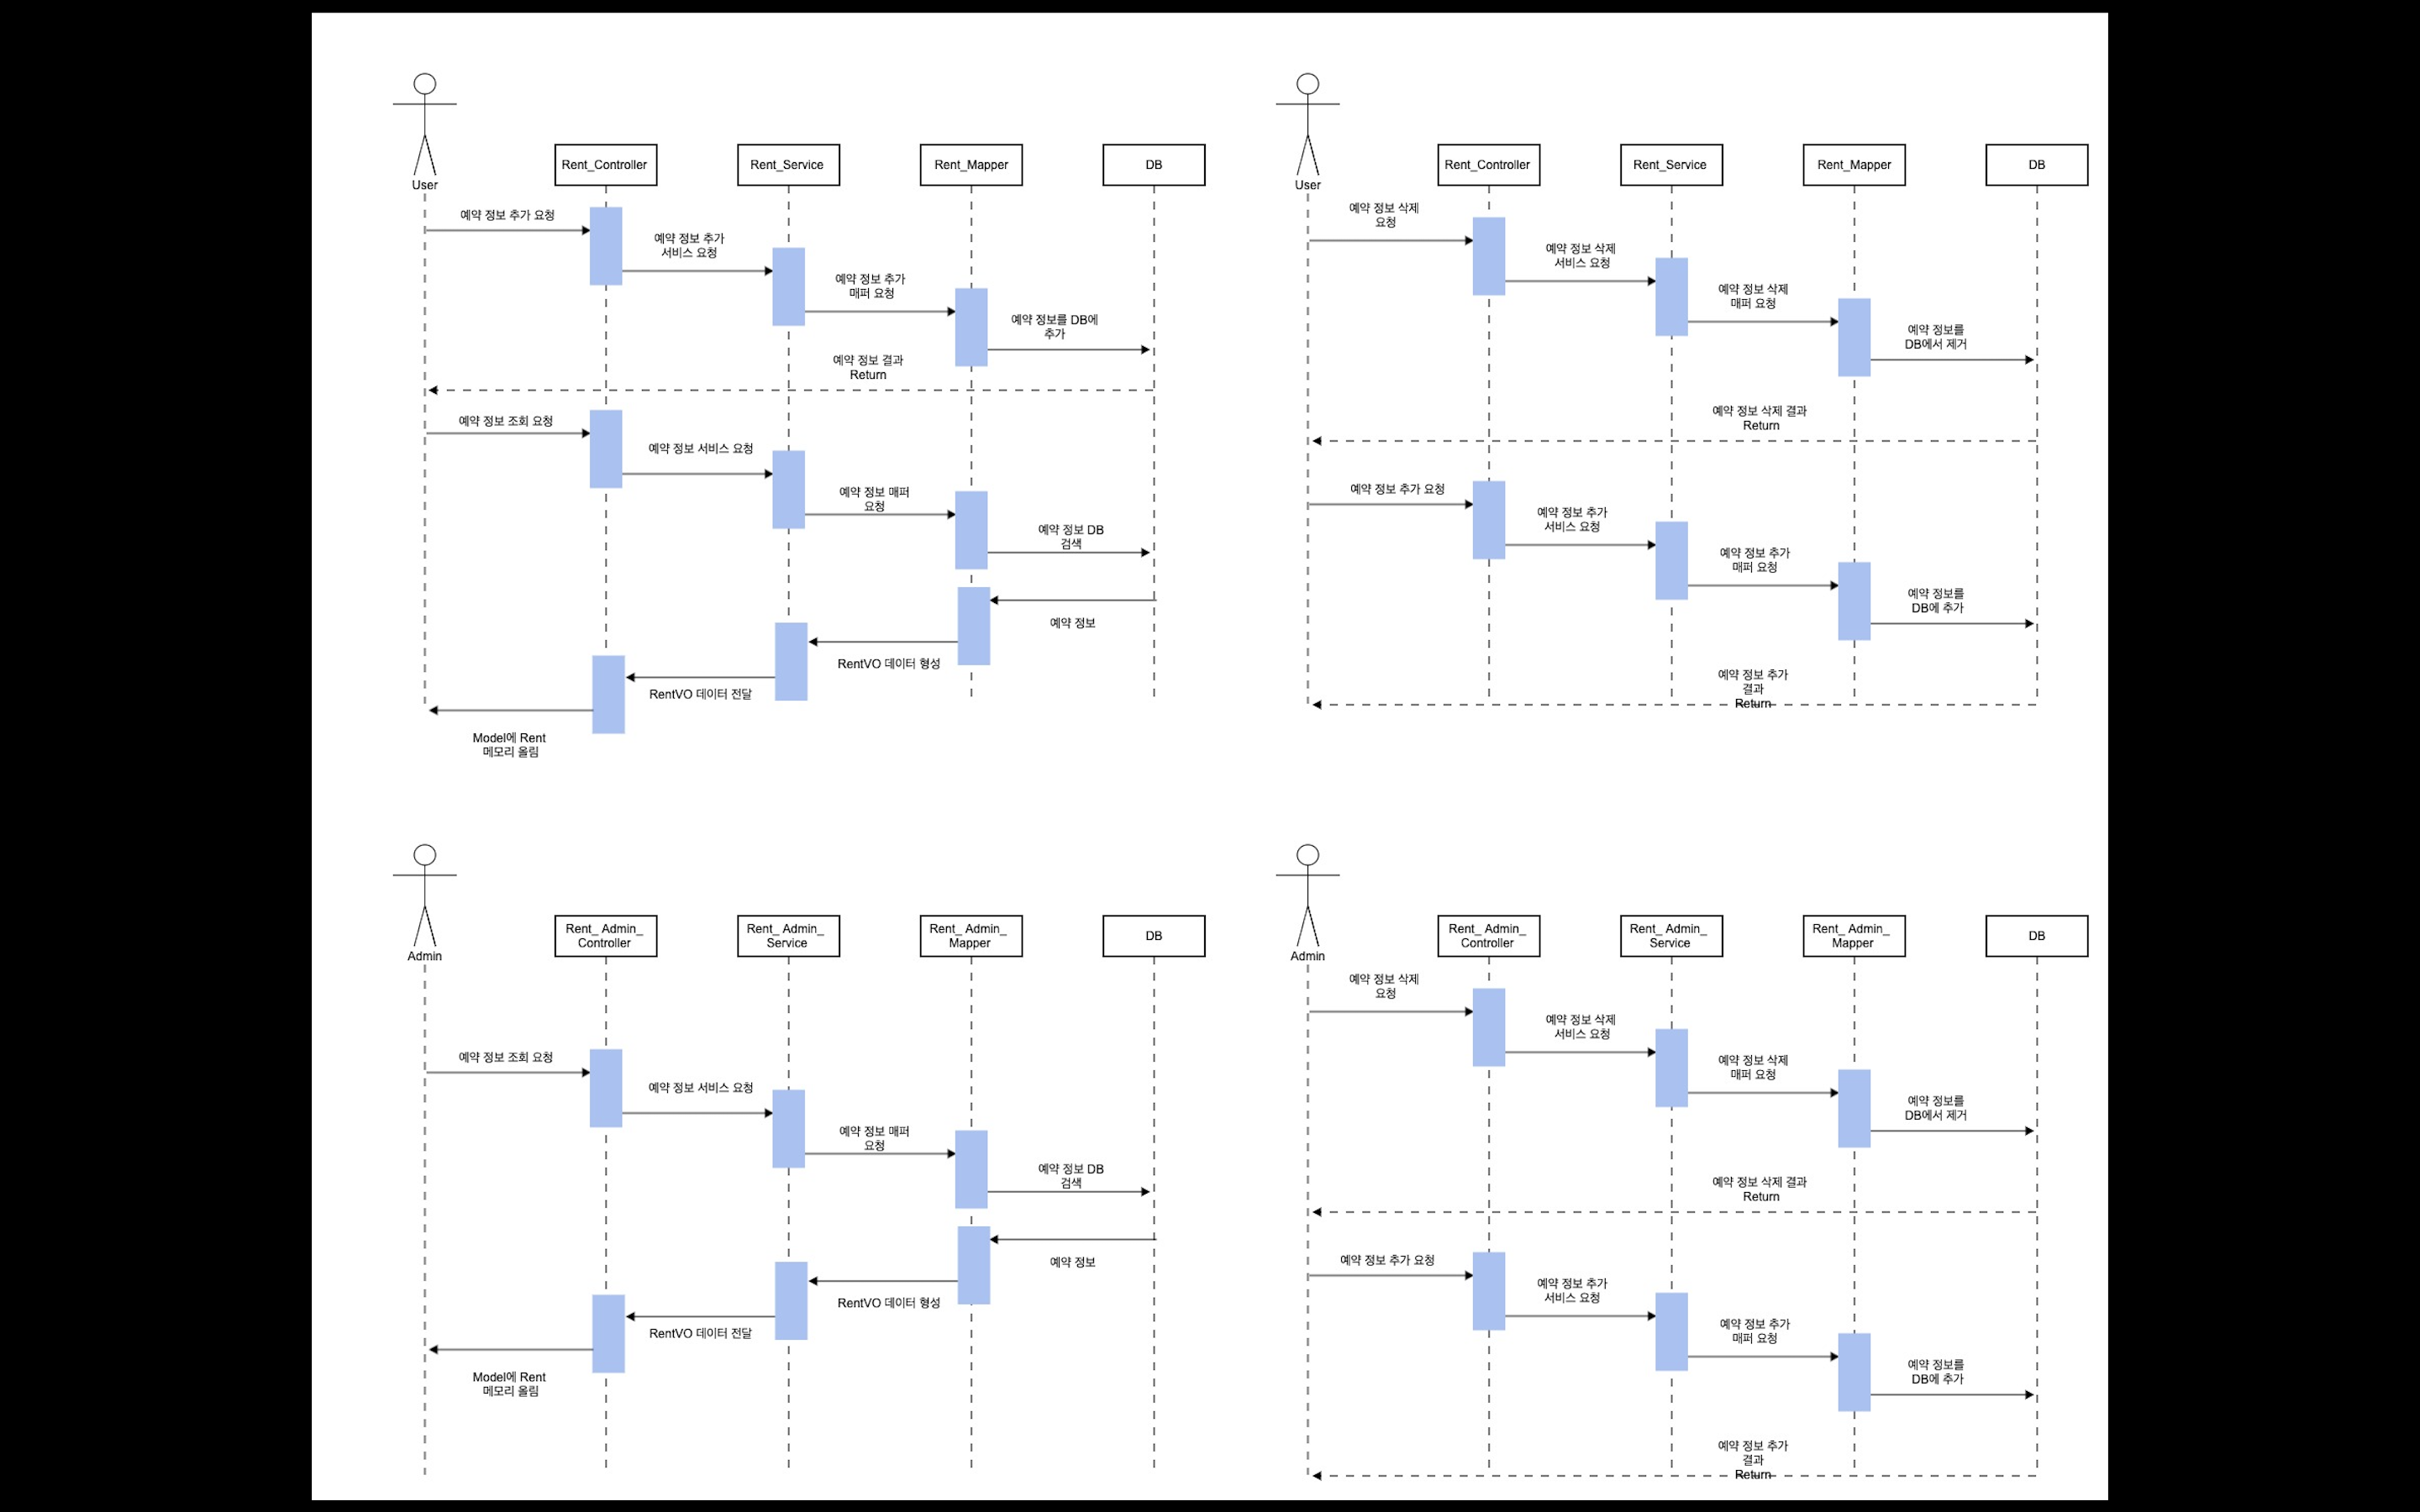 User
Rent_Controller
Rent_Service
Rent_Mapper
DB
예약 정보 추가 요청
예약 정보 추가
서비스 요청
예약 정보 추가
매퍼 요청
예약 정보를 DB에
추가
예약 정보 결과
Return
예약 정보 조회 요청
예약 정보 서비스 요청
예약 정보 매퍼
요청
예약 정보 DB
검색
예약 정보
RentVO 데이터 형성
RentVO 데이터 전달
Model에 Rent
메모리 올림
User
Rent_Controller
Rent_Service
Rent_Mapper
DB
예약 정보 삭제
요청
예약 정보 삭제
서비스 요청
예약 정보 삭제
매퍼 요청
예약 정보를
DB에서 제거
예약 정보 삭제 결과
Return
예약 정보 추가 요청
예약 정보 추가
서비스 요청
예약 정보 추가
매퍼 요청
예약 정보를
DB에 추가
예약 정보 추가
결과
Return
Admin
Rent_ Admin_
Controller
Rent_ Admin_
Service
Rent_ Admin_
Mapper
DB
예약 정보 조회 요청
예약 정보 서비스 요청
예약 정보 매퍼
요청
예약 정보 DB
검색
예약 정보
RentVO 데이터 형성
RentVO 데이터 전달
Model에 Rent
메모리 올림
Admin
Rent_ Admin_
Controller
Rent_ Admin_
Service
Rent_ Admin_
Mapper
DB
예약 정보 삭제
요청
예약 정보 삭제
서비스 요청
예약 정보 삭제
매퍼 요청
예약 정보를
DB에서 제거
예약 정보 삭제 결과
Return
예약 정보 추가 요청
예약 정보 추가
서비스 요청
예약 정보 추가
매퍼 요청
예약 정보를
DB에 추가
예약 정보 추가
결과
Return